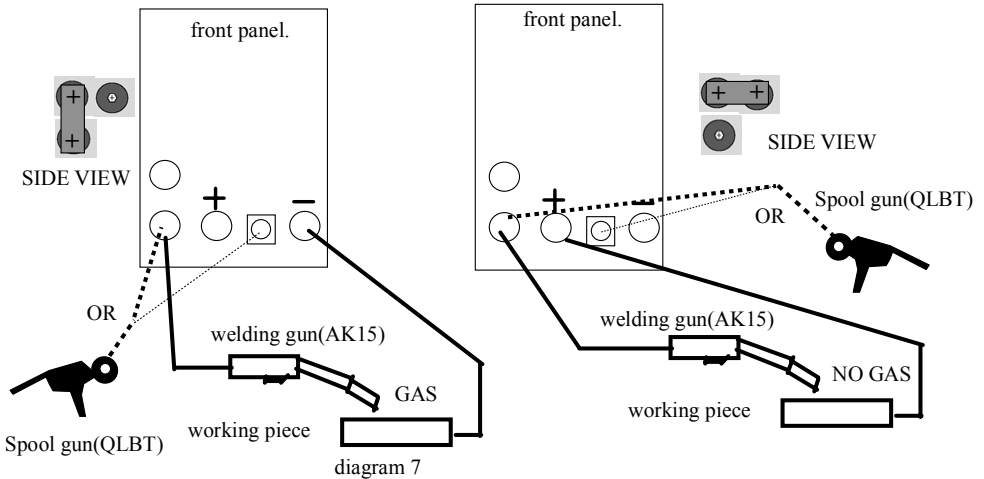 front panel.
SIDE VIEW
+ −
OR
welding gun(AK15)
GAS
working piece
Spool gun(QLBT)
diagram 7
front panel.
SIDE VIEW
+ −
Spool gun(QLBT)
OR
welding gun(AK15)
NO GAS
working piece